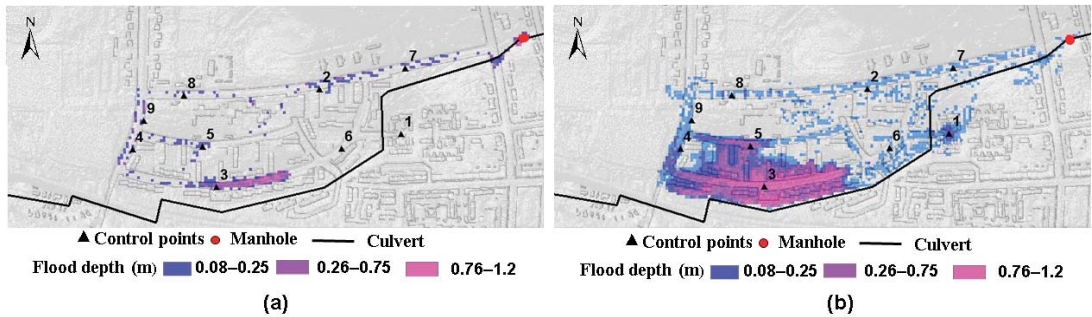 N
7
2
8
9
5
4
6
1
3
▲ Control points ● Manhole — Culvert
Flood depth (m) 0.08–0.25 0.26–0.75 0.76–1.2
(a)
N
7
2
8
9
1
5
4
6
3
▲ Control points ● Manhole — Culvert
Flood depth (m) 0.08–0.25 0.26–0.75 0.76–1.2
(b)